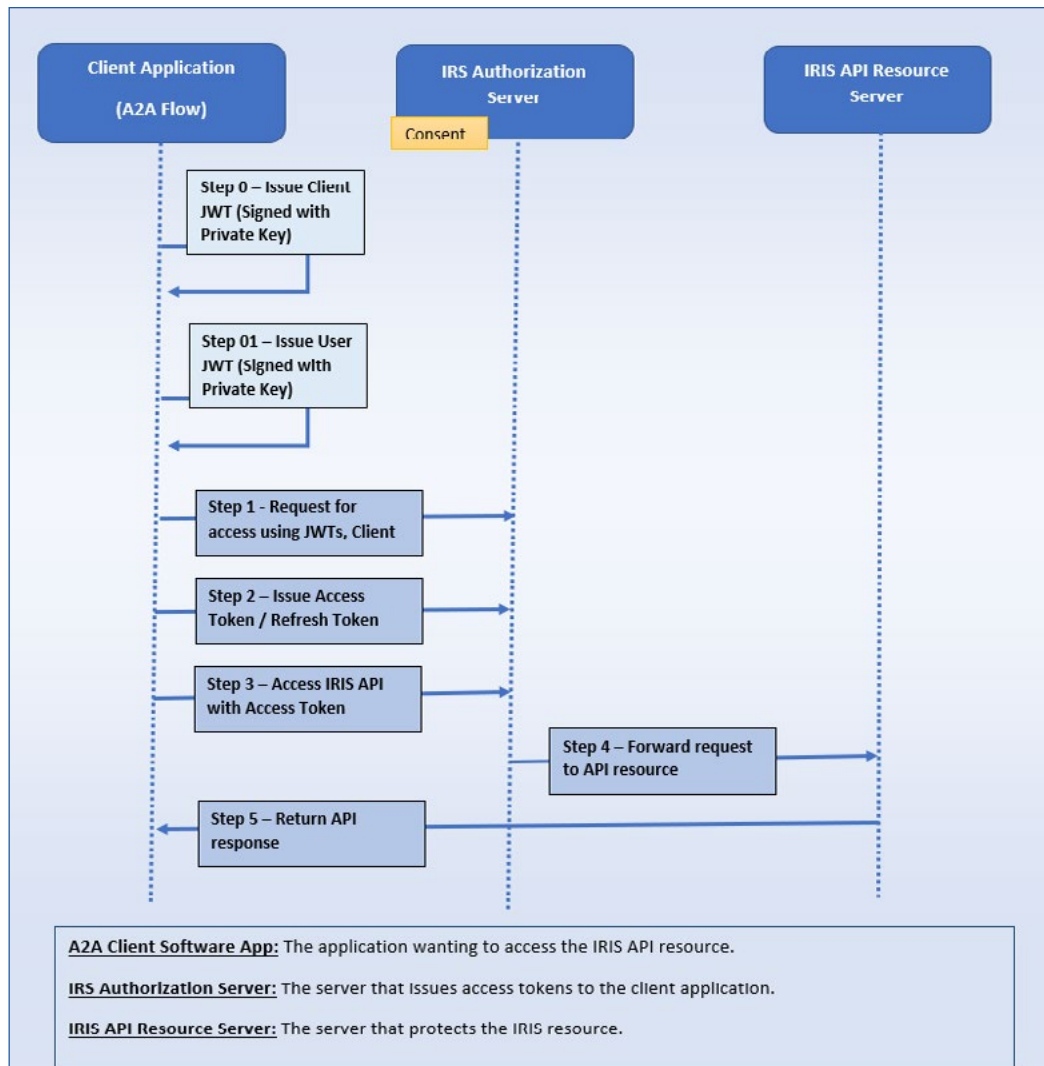 Client Application
(A2A Flow)
IRS Authorization
Server
IRIS API Resource
Server
Consent
Step 0 – Issue Client
JWT (Signed with
Private Key)
Step 01 – Issue User
JWT (Signed with
Private Key)
Step 1 - Request for
access using JWTs, Client
Step 2 – Issue Access
Token / Refresh Token
Step 3 – Access IRIS API
with Access Token
Step 4 – Forward request
to API resource
Step 5 – Return API
response
A2A Client Software App: The application wanting to access the IRIS API resource.
IRS Authorization Server: The server that issues access tokens to the client application.
IRIS API Resource Server: The server that protects the IRIS resource.